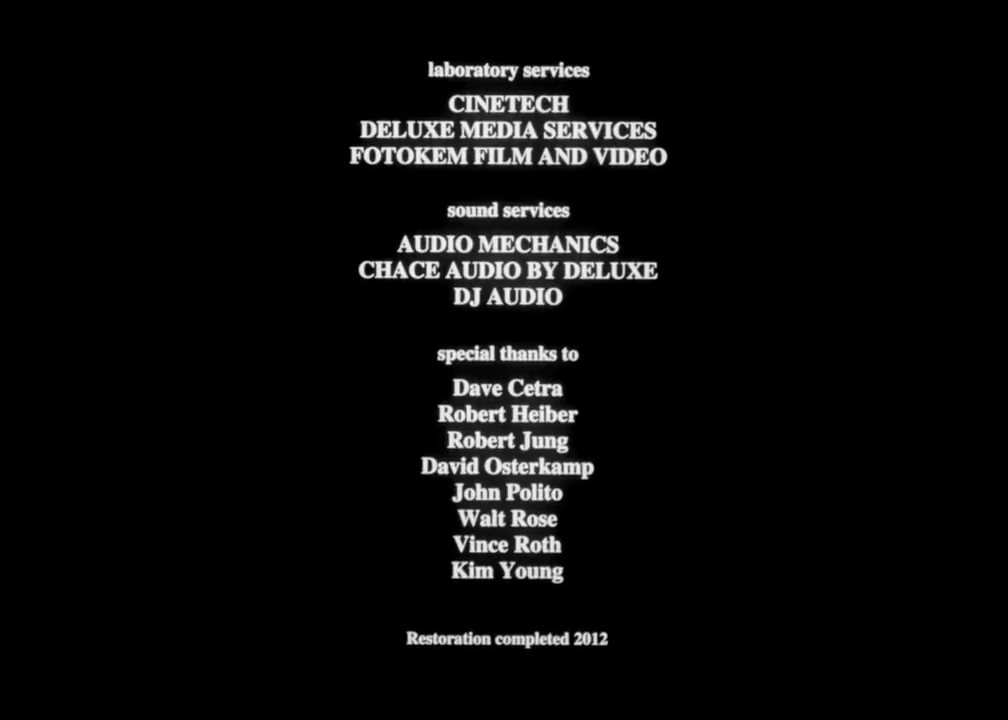 laboratory services
CINETECH
DELUXE MEDIA SERVICES
FOTOKEM FILM AND VIDEO
sound services
AUDIO MECHANICS
CHACE AUDIO BY DELUXE
DJ AUDIO
special thanks to
Dave Cetra
Robert Heiber
Robert Jung
David Osterkamp
John Polito
Walt Rose
Vince Roth
Kim Young
Restoration completed 2012